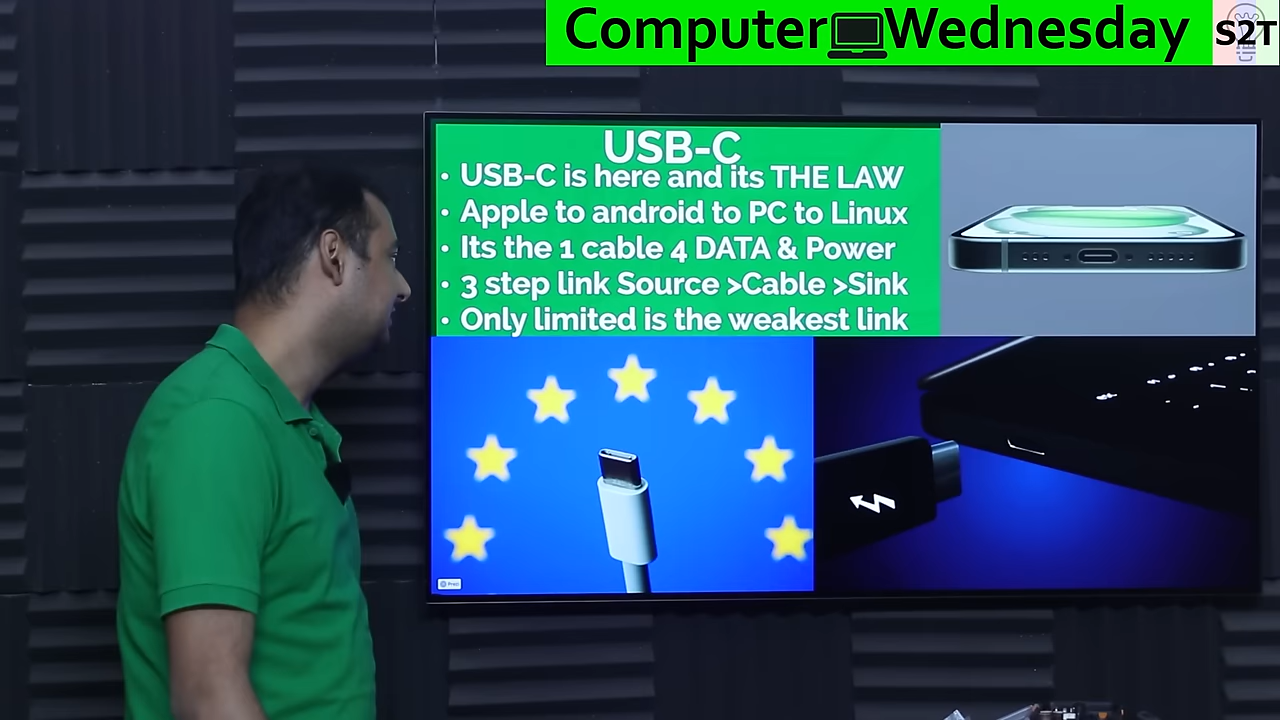 Computer Wednesday
S2T
USB-C
• USB-C is here and its THE LAW
• Apple to android to PC to Linux
• Its the 1 cable 4 DATA & Power
• 3 step link Source >Cable >Sink
• Only limited is the weakest link